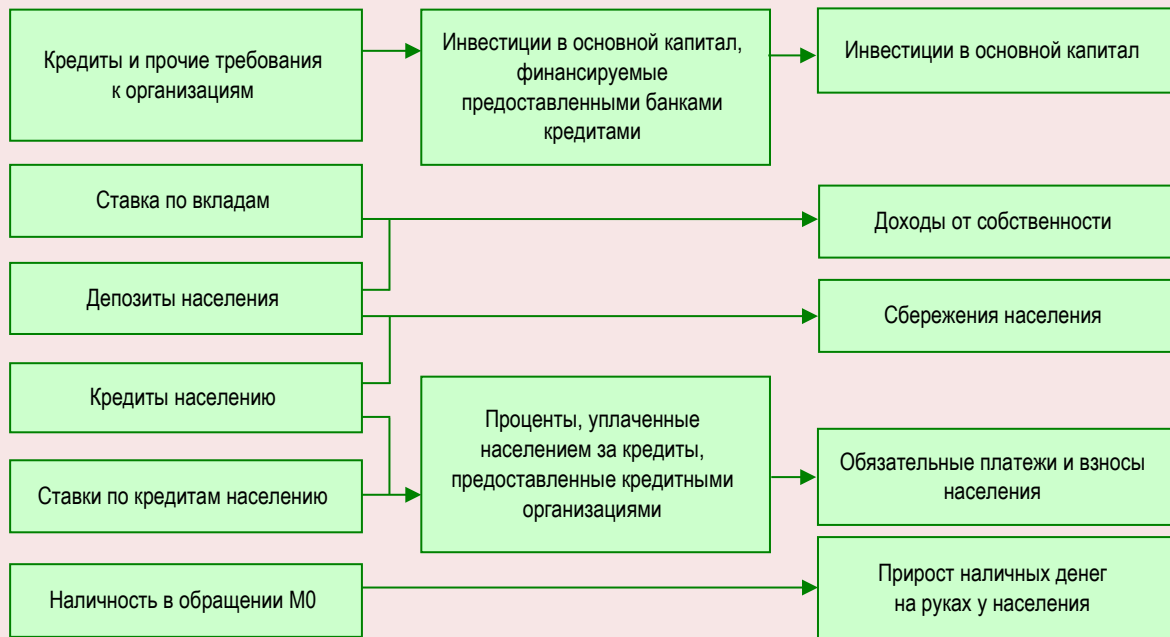 Кредиты и прочие требования
к организациям
Инвестиции в основной капитал,
финансируемые
предоставленными банками
кредитами
Инвестиции в основной капитал
Ставка по вкладам
Доходы от собственности
Депозиты населения
Сбережения населения
Кредиты населению
Проценты, уплаченные
населением за кредиты,
предоставленные кредитными
организациями
Обязательные платежи и взносы
населения
Ставки по кредитам населению
Наличность в обращении М0
Прирост наличных денег
на руках у населения